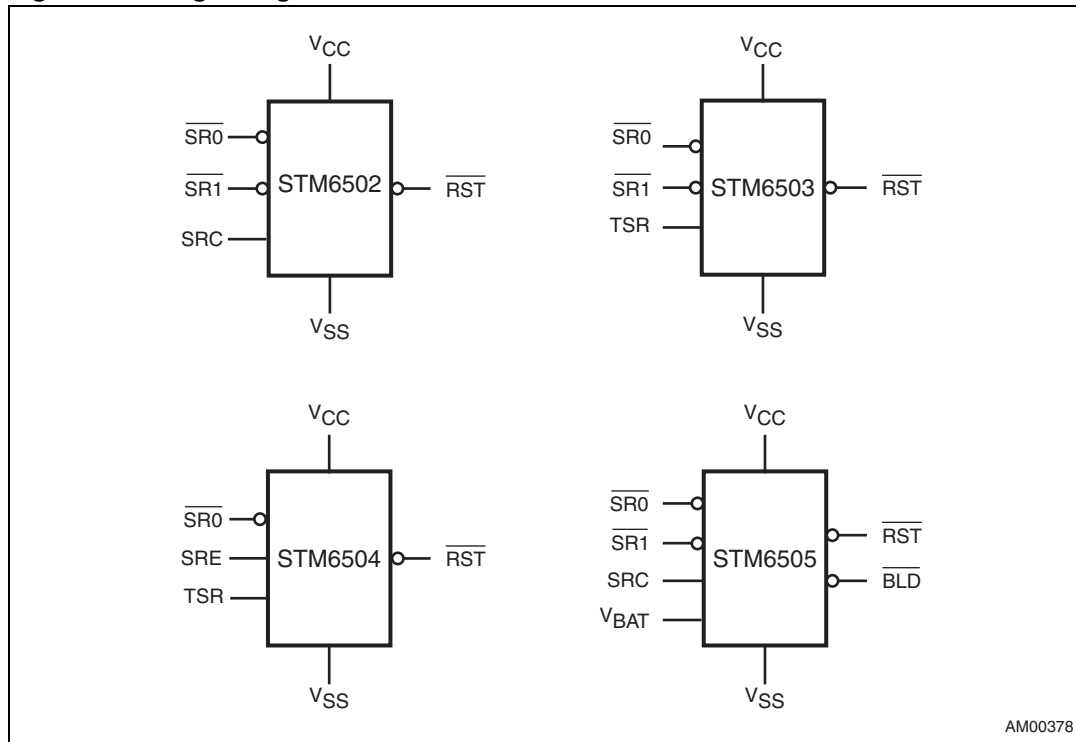 VCC
SR0
SR1
SRC
STM6502
RST
VSS
VCC
SR0
SR1
TSR
STM6503
RST
VSS
VCC
SR0
SRE
TSR
STM6504
RST
VSS
VCC
SR0
SR1
SRC
VBAT
STM6505
RST
BLD
VSS
AM00378